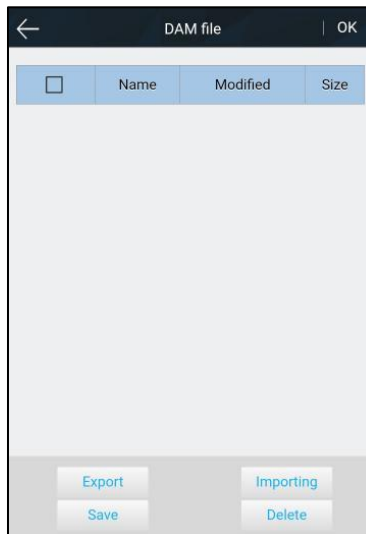 DAM file | OK
Name Modified Size
Export Importing
Save Delete